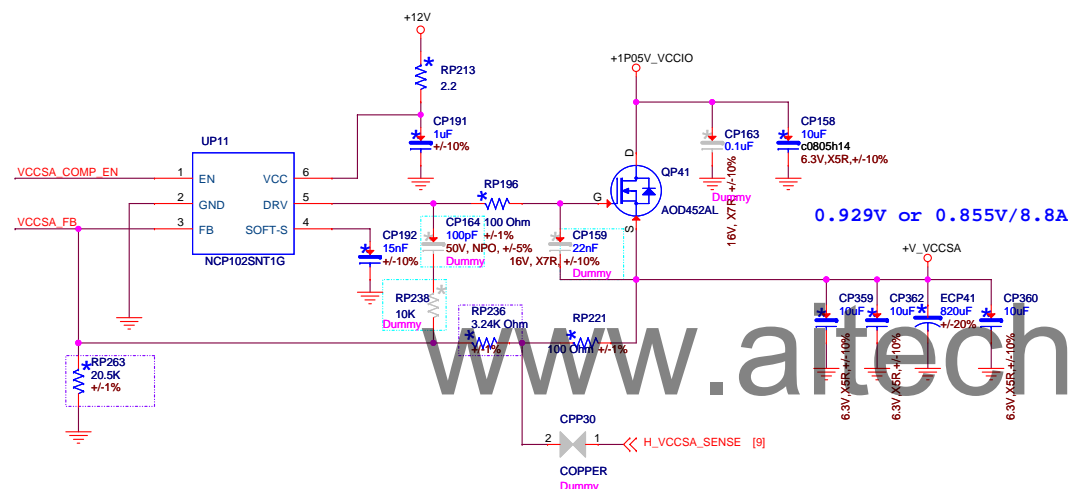 +12V
RP213
2.2
+1P05V_VCCIO
CP191
1uF
+/-10%
CP163
0.1uF
16V, X7R, +/-10%
Dummy
CP158
10uF
c0805h14
6.3V,X5R,+/-10%
UP11
VCCSA_COMP_EN
1
EN
VCC
6
2
GND
DRV
5
VCCSA_FB
3
FB
SOFT-S
4
NCP102SNT1G
RP196
100 Ohm
+/-1%
D
G
S
QP41
AOD452AL
0.929V or 0.855V/8.8A
CP192
15nF
+/-10%
CP164
100pF
50V, NPO, +/-5%
Dummy
CP159
22nF
16V, X7R, +/-10%
Dummy
+V_VCCSA
RP238
10K
Dummy
RP236
3.24K Ohm
+/-1%
RP221
100 Ohm
+/-1%
CP359
10uF
6.3V,X5R,+/-10%
CP362
10uF
6.3V,X5R,+/-10%
ECP41
820uF
+/-20%
CP360
10uF
6.3V,X5R,+/-10%
RP263
20.5K
+/-1%
www.aitech
CPP30
2
1
H_VCCSA_SENSE [9]
COPPER
Dummy